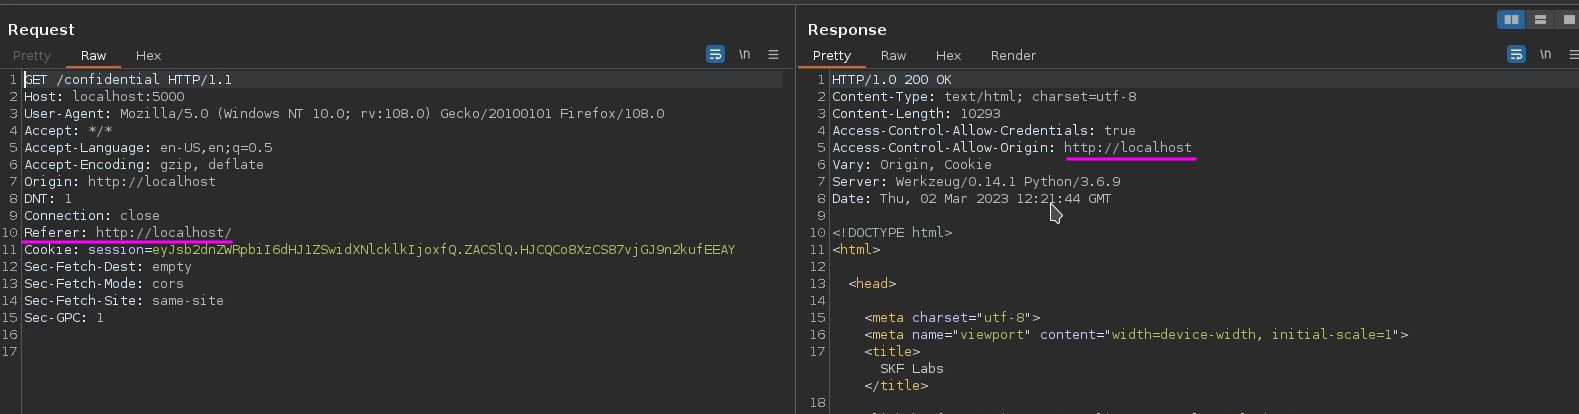 Request
Pretty Raw Hex
\n
1 GET /confidential HTTP/1.1
2 Host: localhost:5000
3 User-Agent: Mozilla/5.0 (Windows NT 10.0; rv:108.0) Gecko/20100101 Firefox/108.0
4 Accept: */*
5 Accept-Language: en-US,en;q=0.5
6 Accept-Encoding: gzip, deflate
7 Origin: http://localhost
8 DNT: 1
9 Connection: close
10 Referer: http://localhost/
11 Cookie: session=eyJsb2dnZWRpbiI6dHJ1ZSwidXNlcklkIjoxfQ.ZACSlQ.HJCQCo8XzCS87vjGJ9n2kufEEAY
12 Sec-Fetch-Dest: empty
13 Sec-Fetch-Mode: cors
14 Sec-Fetch-Site: same-site
15 Sec-GPC: 1
16
17
Response
Pretty Raw Hex Render
\n
1 HTTP/1.0 200 OK
2 Content-Type: text/html; charset=utf-8
3 Content-Length: 10293
4 Access-Control-Allow-Credentials: true
5 Access-Control-Allow-Origin: http://localhost
6 Vary: Origin, Cookie
7 Server: Werkzeug/0.14.1 Python/3.6.9
8 Date: Thu, 02 Mar 2023 12:21:44 GMT
9
10 <!DOCTYPE html>
11 <html>
12
13 <head>
14
15 <meta charset="utf-8">
16 <meta name="viewport" content="width=device-width, initial-scale=1">
17 <title>
SKF Labs
</title>
18